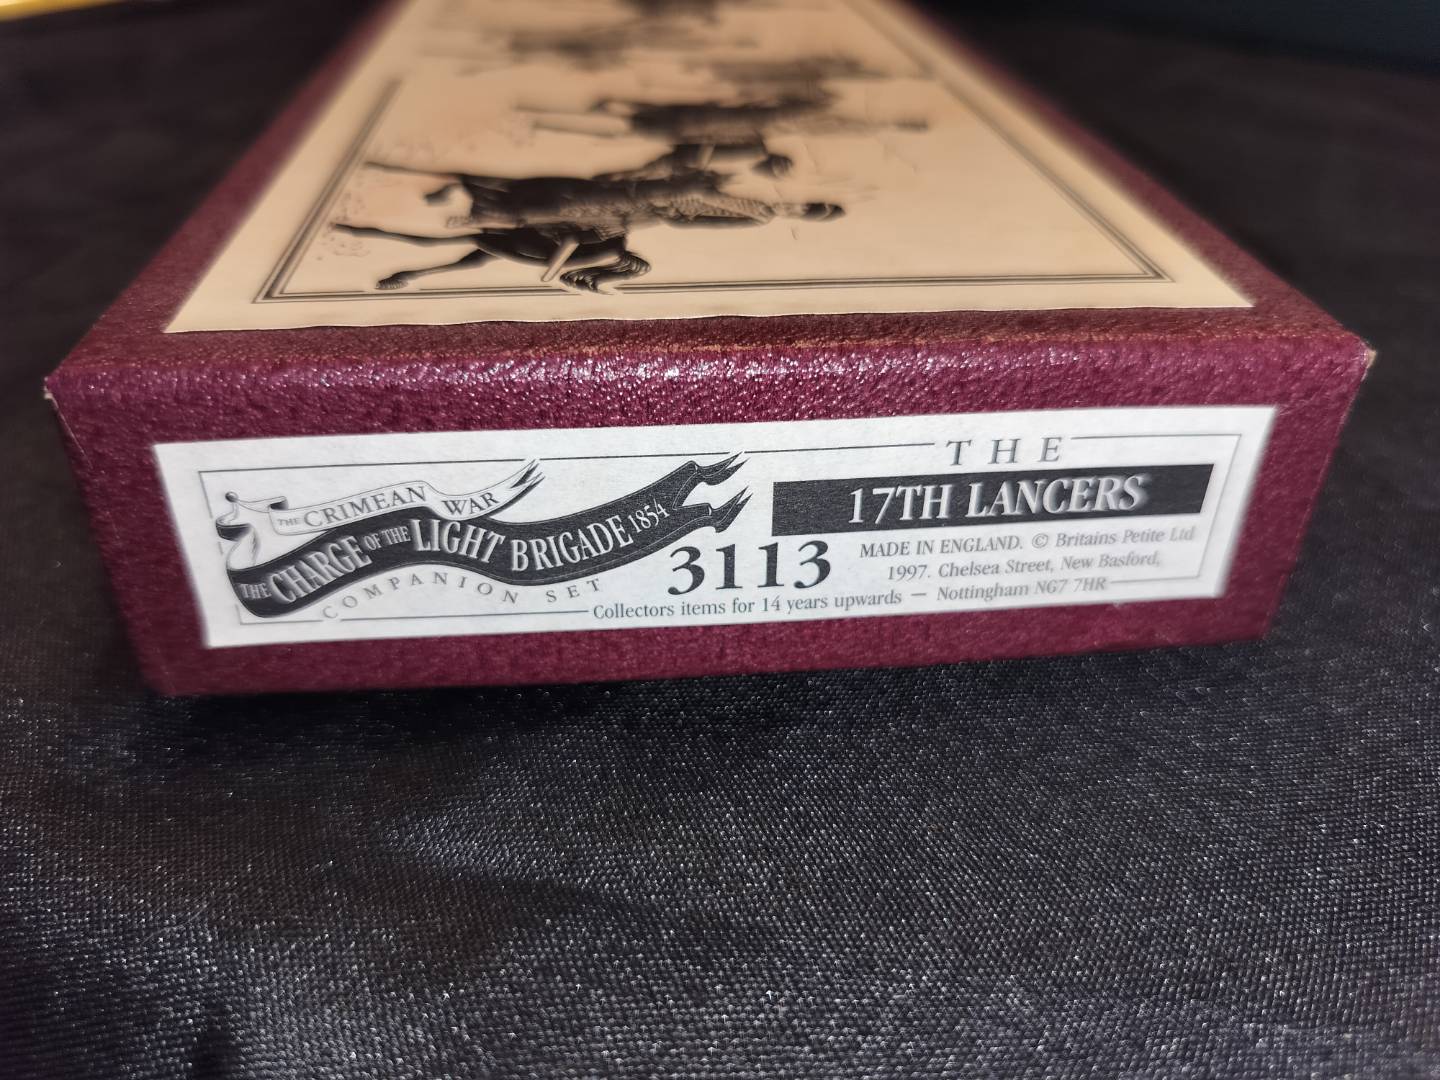 THE CRIMEAN WAR
THE CHARGE OF THE LIGHT BRIGADE 1854
COMPANION SET
THE
17TH LANCERS
3113
MADE IN ENGLAND. © Britains Petite Ltd
1997. Chelsea Street, New Basford,
Collectors items for 14 years upwards — Nottingham NG7 7HR